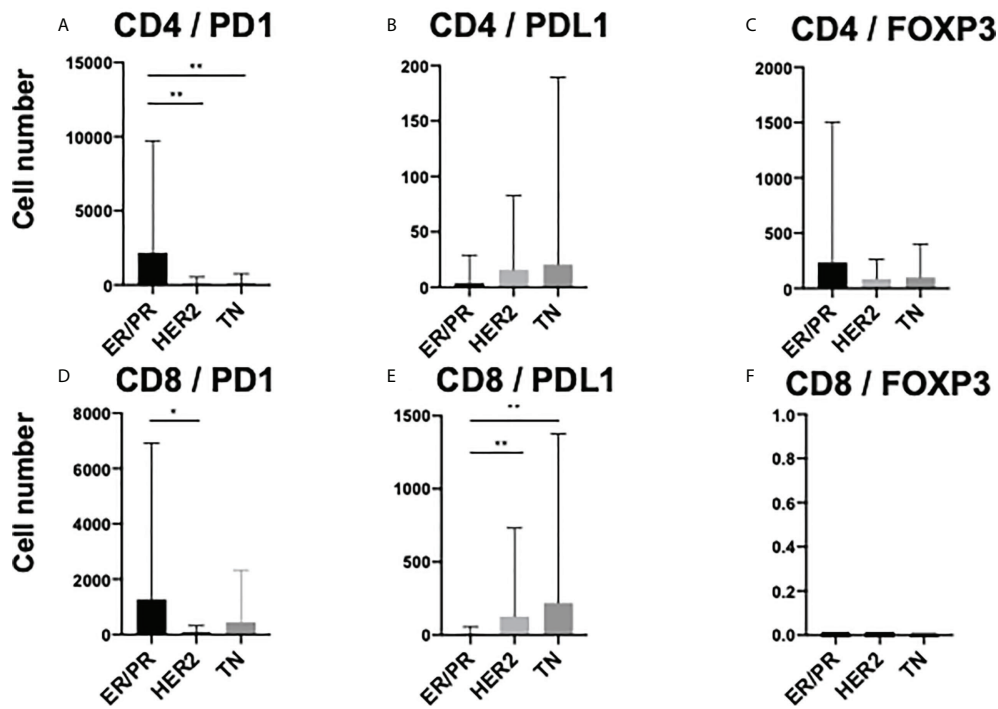 A CD4 / PD1
Cell number
15000
10000
5000
0
**
**
ER/PR HER2 TN
B CD4 / PDL1
200
150
100
50
0
ER/PR HER2 TN
C CD4 / FOXP3
2000
1500
1000
500
0
ER/PR HER2 TN
D CD8 / PD1
Cell number
8000
6000
4000
2000
0
*
ER/PR HER2 TN
E CD8 / PDL1
1500
1000
500
0
**
**
ER/PR HER2 TN
F CD8 / FOXP3
1.0
0.8
0.6
0.4
0.2
0.0
ER/PR HER2 TN